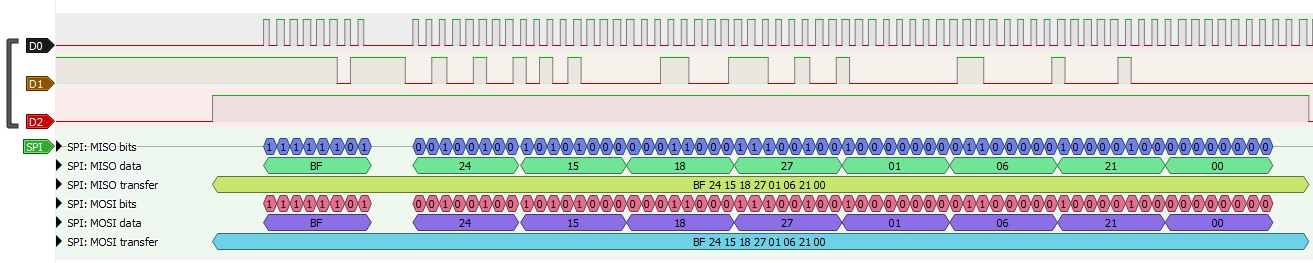 D0
D1
D2
SPI SPI: MISO bits 1 1 1 1 1 1 0 1 0 0 1 0 0 1 0 0 1 0 1 0 1 0 0 0 0 0 0 1 1 0 0 0 1 1 1 0 0 1 0 0 1 0 0 0 0 0 0 0 0 1 1 0 0 0 0 0 1 0 0 0 0 1 0 0 0 0 0 0 0 0 0 0
SPI: MISO data BF 24 15 18 27 01 06 21 00
SPI: MISO transfer BF 24 15 18 27 01 06 21 00
SPI: MOSI bits 1 1 1 1 1 1 0 1 0 0 1 0 0 1 0 0 1 0 1 0 1 0 0 0 0 0 0 1 1 0 0 0 1 1 1 0 0 1 0 0 1 0 0 0 0 0 0 0 0 1 1 0 0 0 0 0 1 0 0 0 0 1 0 0 0 0 0 0 0 0 0 0
SPI: MOSI data BF 24 15 18 27 01 06 21 00
SPI: MOSI transfer BF 24 15 18 27 01 06 21 00